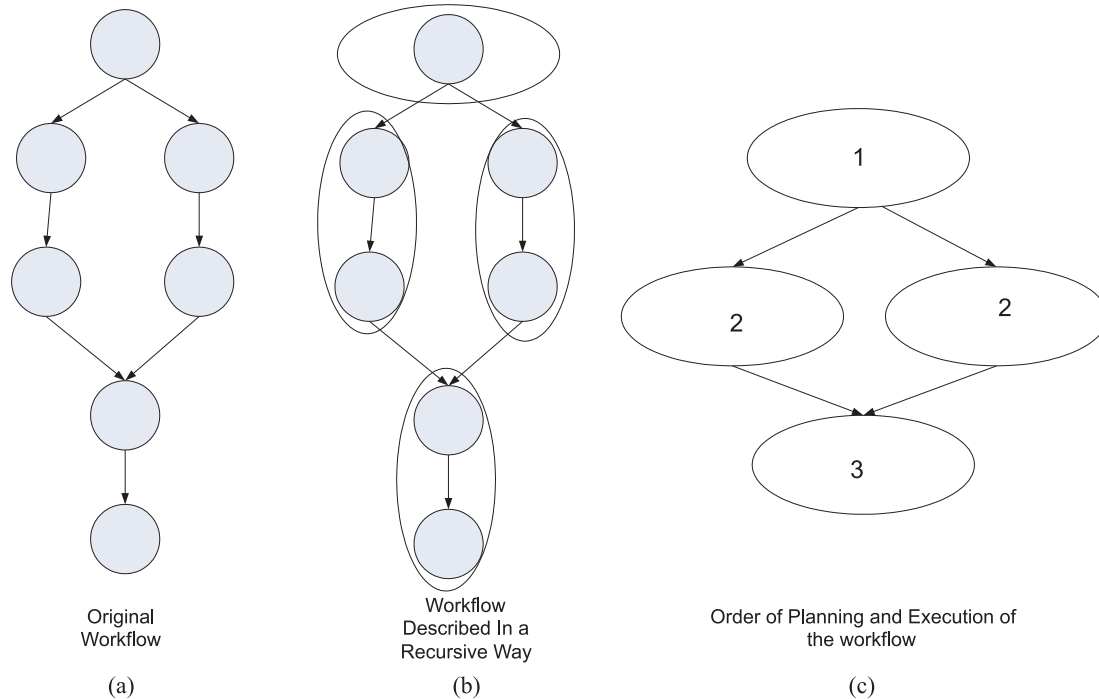 1
2
2
3
Original
Workflow
Workflow
Described In a
Recursive Way
Order of Planning and Execution of
the workflow
(a)
(b)
(c)